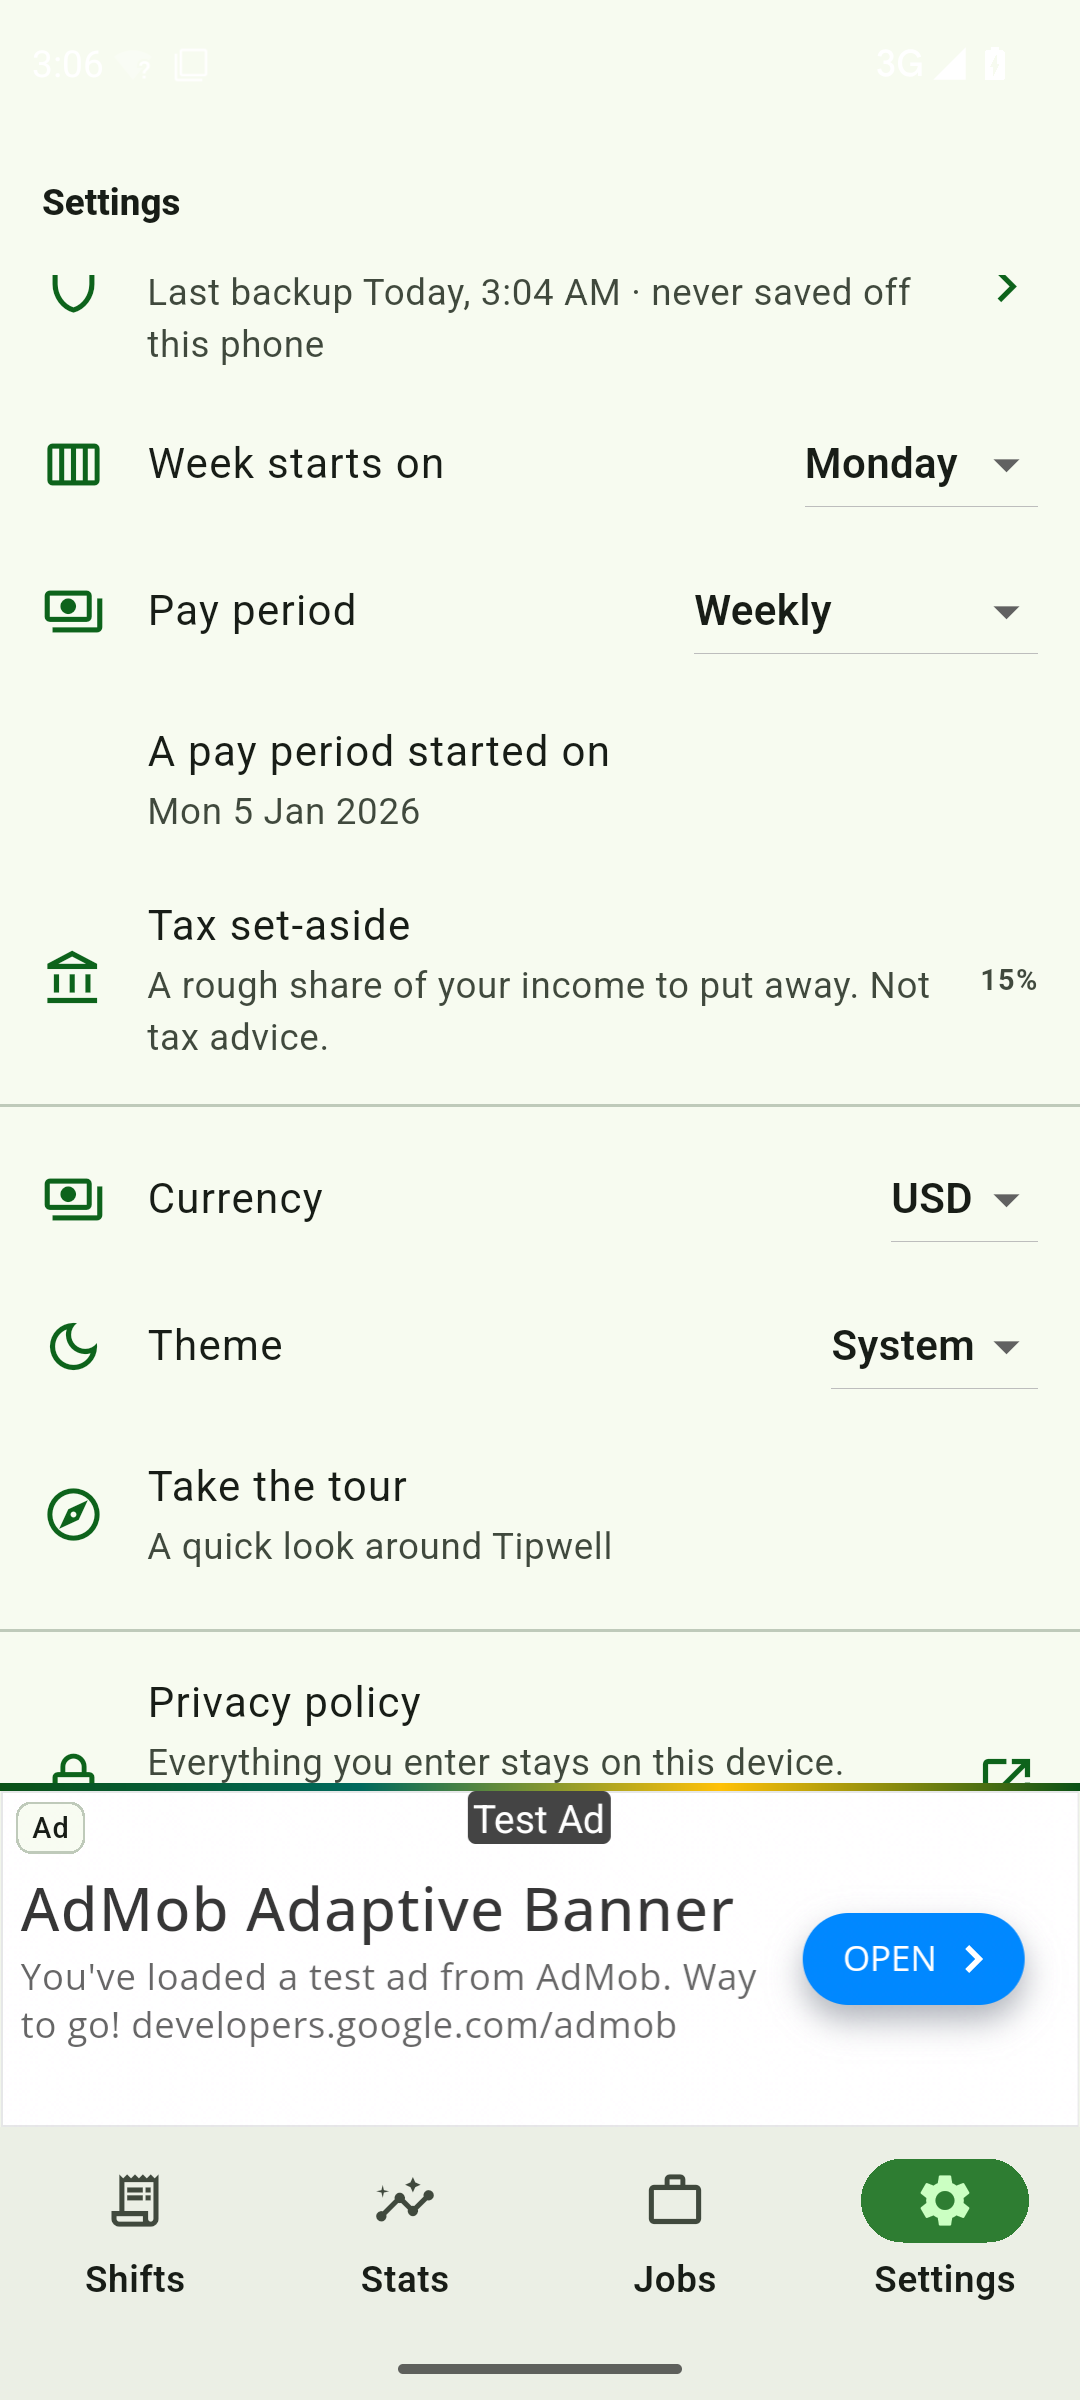 3:06
3G
Settings
Last backup Today, 3:04 AM · never saved off
this phone
Week starts on
Monday
Pay period
Weekly
A pay period started on
Mon 5 Jan 2026
Tax set-aside
A rough share of your income to put away. Not
tax advice.
15%
Currency
USD
Theme
System
Take the tour
A quick look around Tipwell
Privacy policy
Everything you enter stays on this device.
Ad
Test Ad
AdMob Adaptive Banner
You've loaded a test ad from AdMob. Way
to go! developers.google.com/admob
OPEN
Shifts
Stats
Jobs
Settings